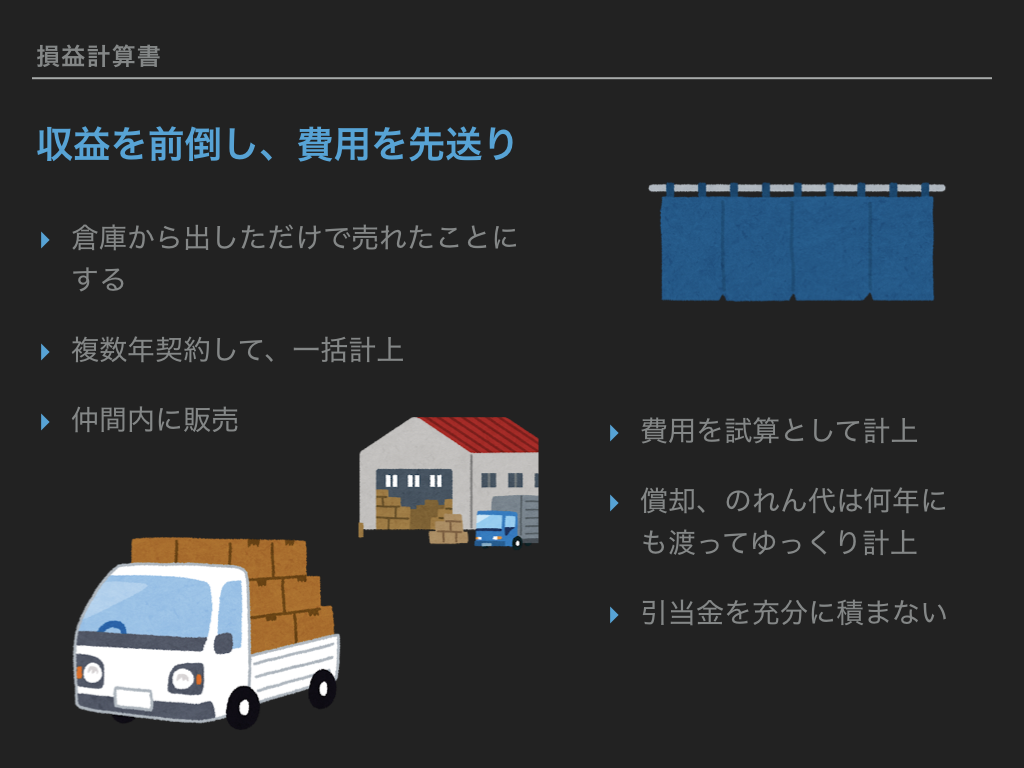 損益計算書
収益を前倒し、費用を先送り
倉庫から出しただけで売れたことに
する
複数年契約して、一括計上
仲間内に販売
費用を試算として計上
償却、のれん代は何年に
も渡ってゆっくり計上
引当金を充分に積まない